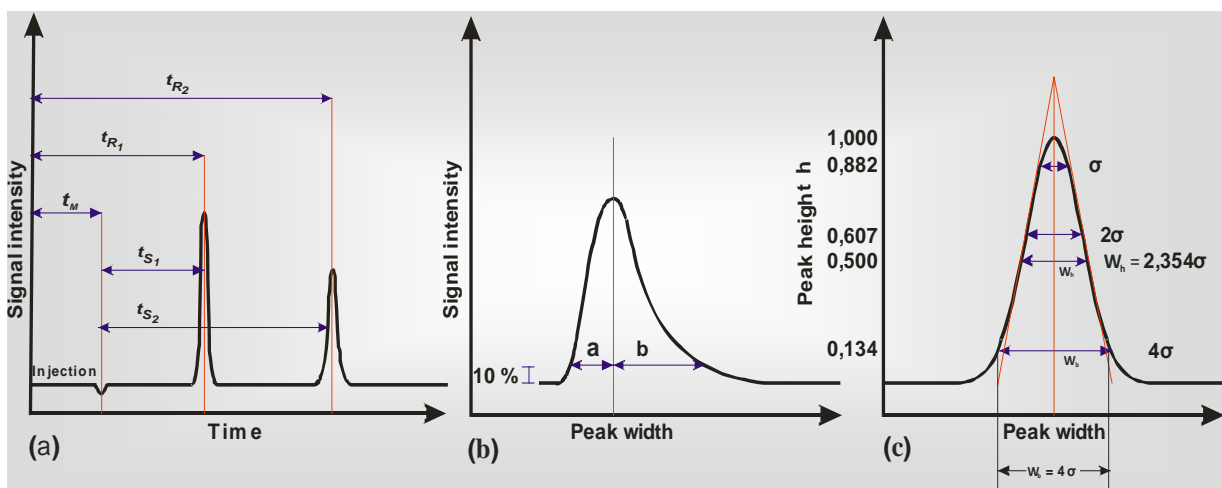 Signal intensity
t_R2
t_R1
t_M
t_S1
t_S2
Injection
Time
(a)
Signal intensity
a
b
10 %
Peak width
(b)
Peak height h
1,000
0,882
0,607
0,500
0,134
σ
2σ
W_h
W_h = 2,354σ
W_b
4σ
Peak width
(c)
W_b = 4σ